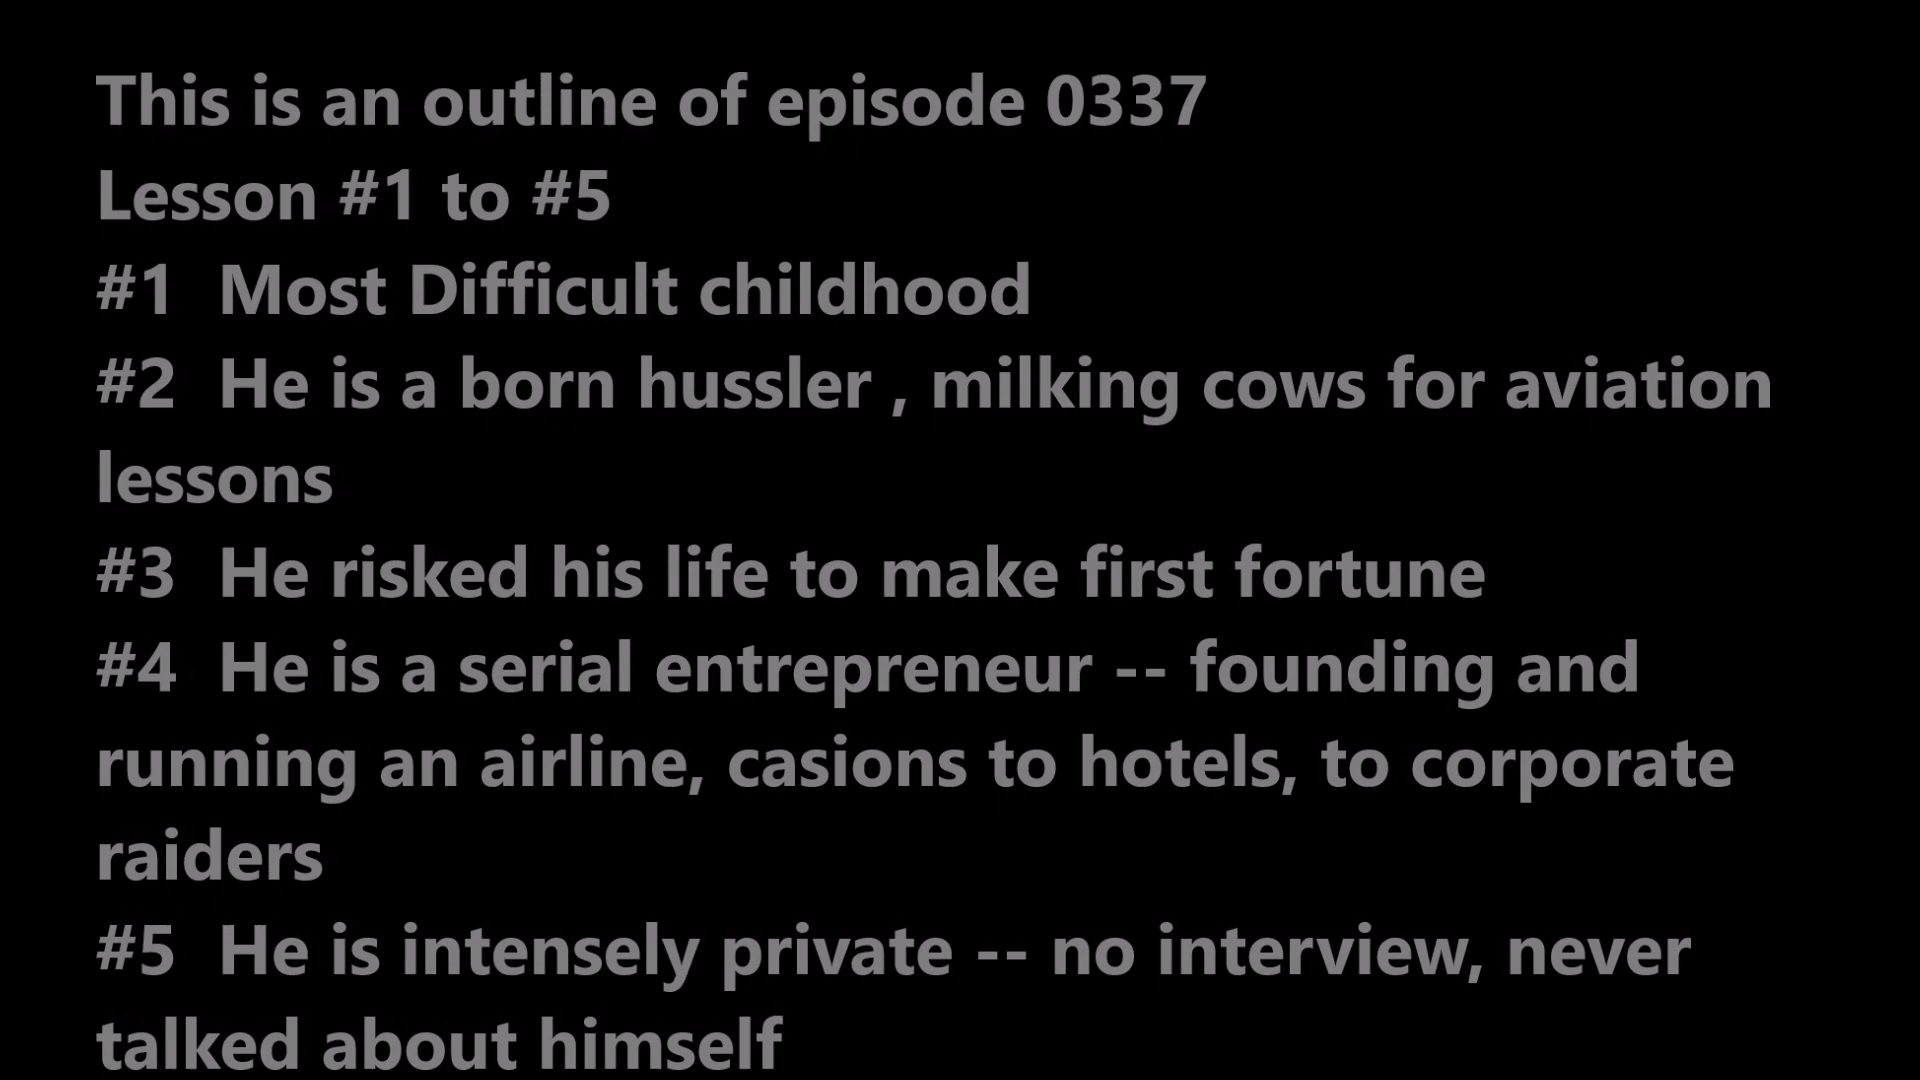 This is an outline of episode 0337
Lesson #1 to #5
#1  Most Difficult childhood
#2  He is a born hussler , milking cows for aviation
lessons
#3  He risked his life to make first fortune
#4  He is a serial entrepreneur -- founding and
running an airline, casions to hotels, to corporate
raiders
#5  He is intensely private -- no interview, never
talked about himself